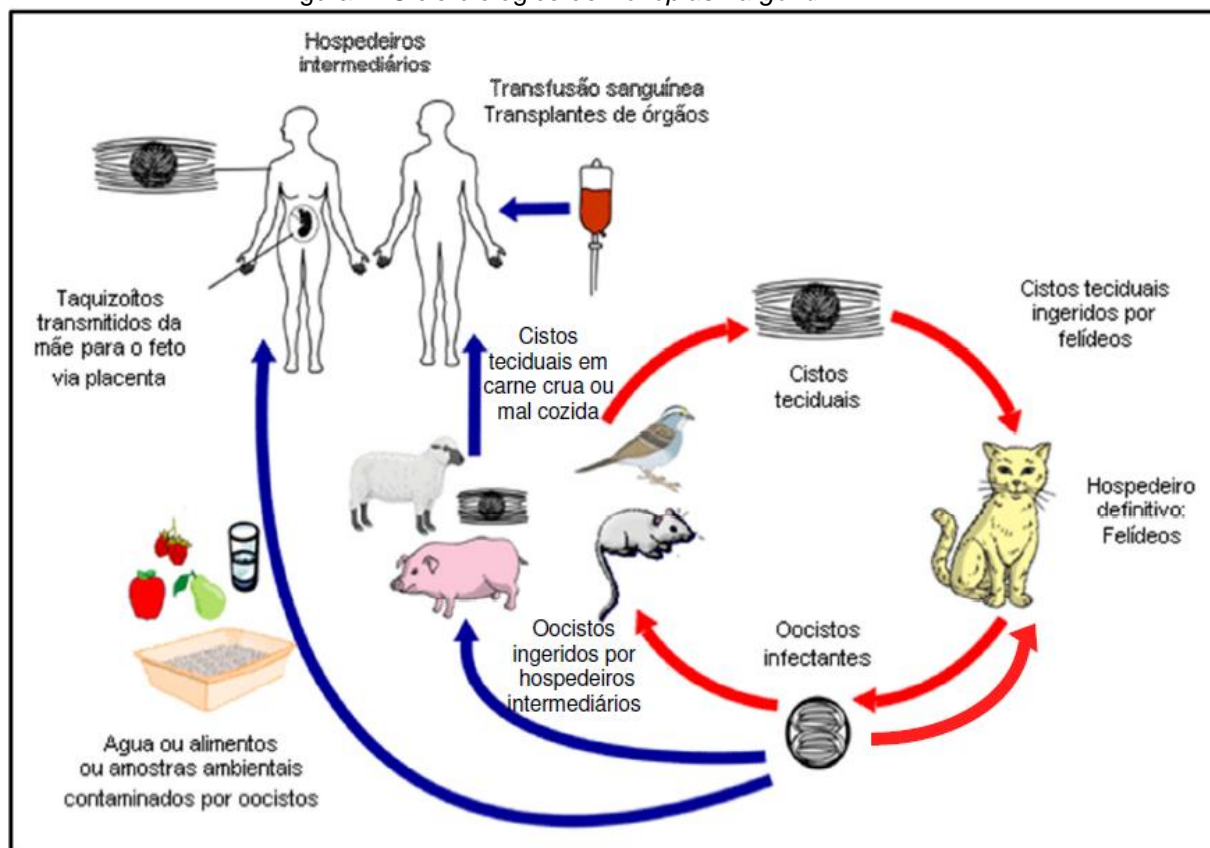 Hospedeiros
intermediários
Transfusão sanguínea
Transplantes de órgãos
Taquizoítos
transmitidos da
mãe para o feto
via placenta
Cistos
teciduais em
carne crua ou
mal cozida
Cistos
teciduais
Cistos teciduais
ingeridos por
felídeos
Hospedeiro
definitivo:
Felídeos
Oocistos
infectantes
Oocistos
ingeridos por
hospedeiros
intermediários
Agua ou alimentos
ou amostras ambientais
contaminados por oocistos